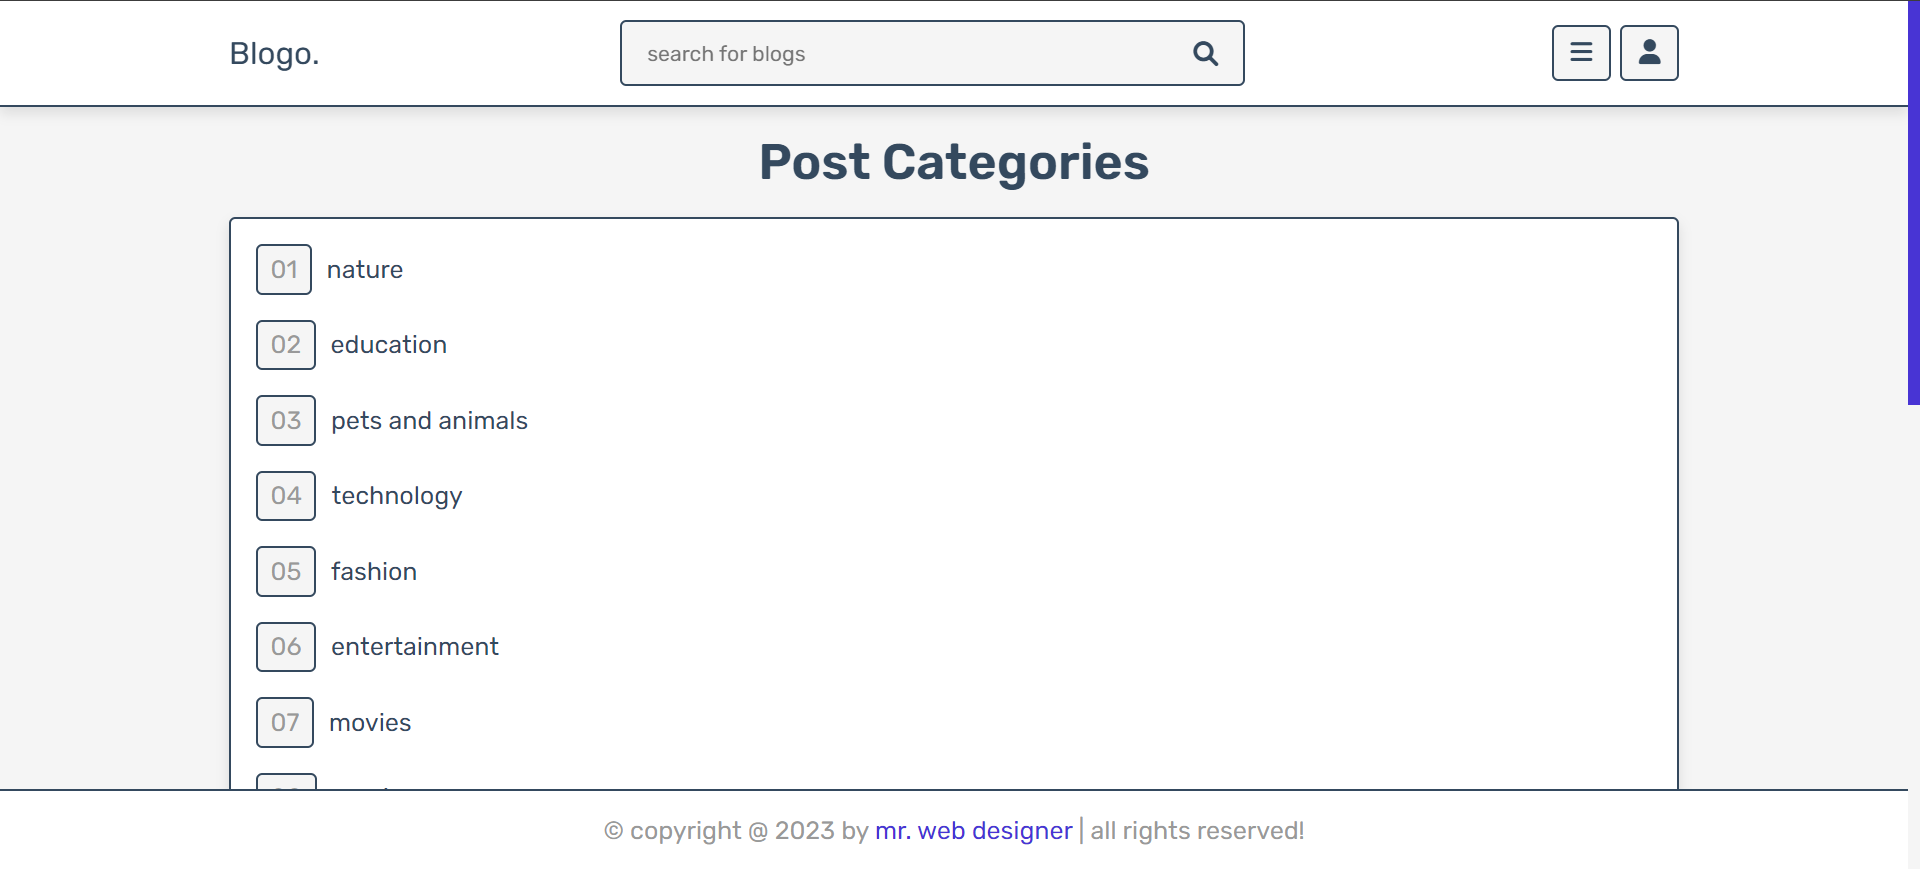 Blogo.
search for blogs
Post Categories
01 nature
02 education
03 pets and animals
04 technology
05 fashion
06 entertainment
07 movies
© copyright @ 2023 by mr. web designer | all rights reserved!